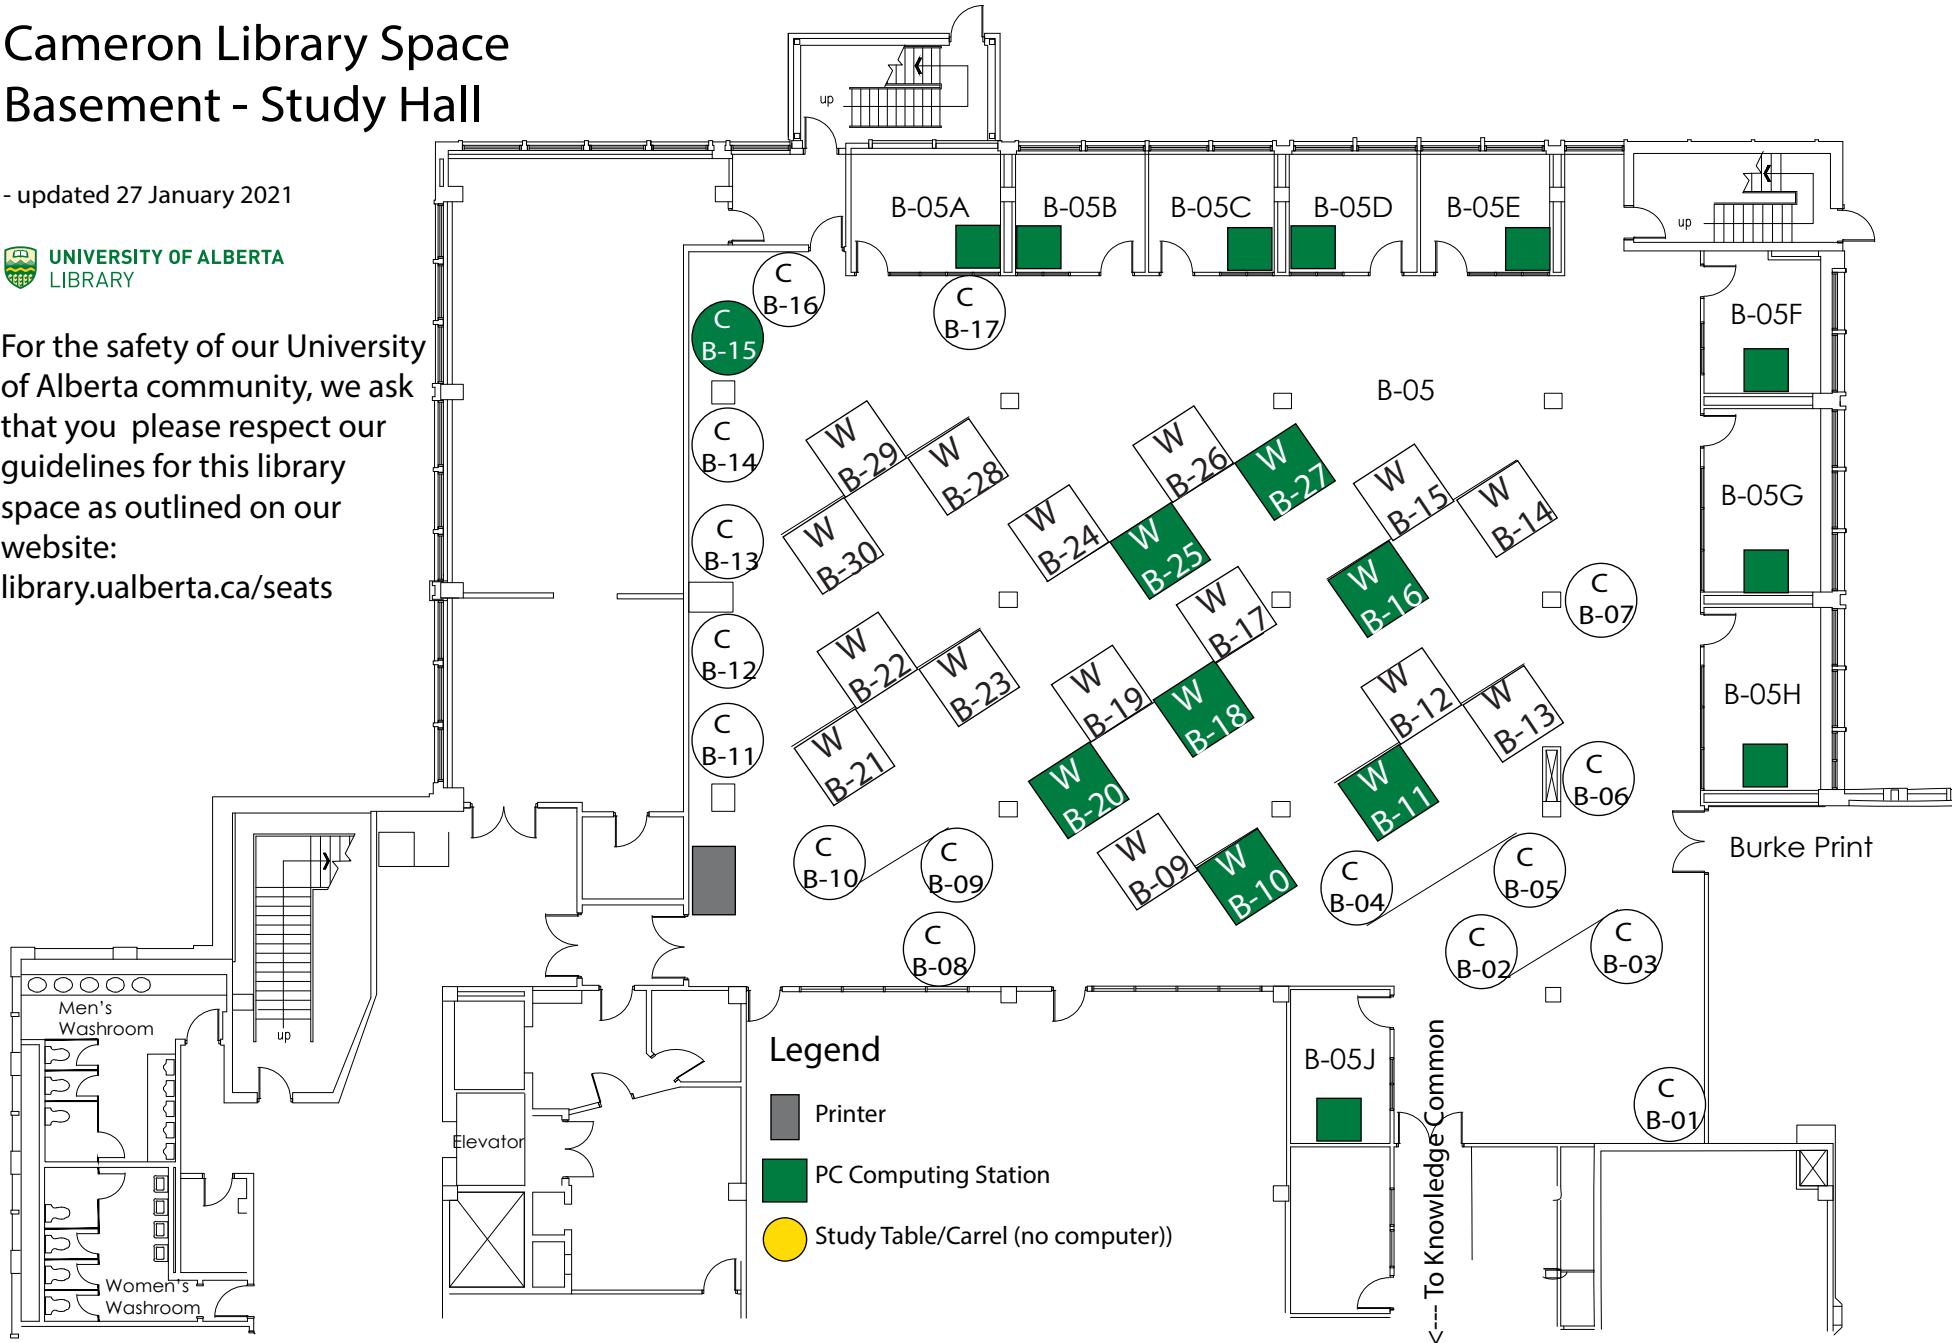 Cameron Library Space
Basement - Study Hall
- updated 27 January 2021
UNIVERSITY OF ALBERTA
LIBRARY
For the safety of our University
of Alberta community, we ask
that you  please respect our
guidelines for this library
space as outlined on our
website:
library.ualberta.ca/seats
up
up
B-05A
B-05B
B-05C
B-05D
B-05E
B-05F
B-05G
B-05H
B-05
C
B-16
C
B-17
C
B-15
C
B-14
C
B-13
C
B-12
C
B-11
W
B-29
W
B-28
W
B-30
W
B-26
W
B-27
W
B-24
W
B-25
W
B-15
W
B-14
W
B-16
C
B-07
W
B-17
W
B-22
W
B-23
W
B-21
W
B-19
W
B-18
W
B-20
W
B-12
W
B-13
W
B-11
C
B-06
C
B-10
C
B-09
W
B-09
W
B-10
C
B-04
C
B-05
C
B-08
C
B-02
C
B-03
Burke Print
Men's
Washroom
up
Elevator
Women's
Washroom
Legend
Printer
PC Computing Station
Study Table/Carrel (no computer))
B-05J
<---- To Knowledge Common
C
B-01